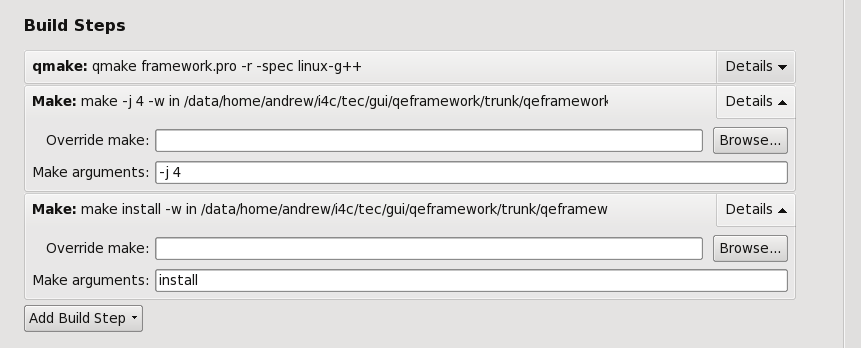 Build Steps
qmake: qmake framework.pro -r -spec linux-g++ Details
Make: make -j 4 -w in /data/home/andrew/i4c/tec/gui/qeframework/trunk/qeframework Details
Override make: Browse...
Make arguments: -j 4
Make: make install -w in /data/home/andrew/i4c/tec/gui/qeframework/trunk/qeframew Details
Override make: Browse...
Make arguments: install
Add Build Step